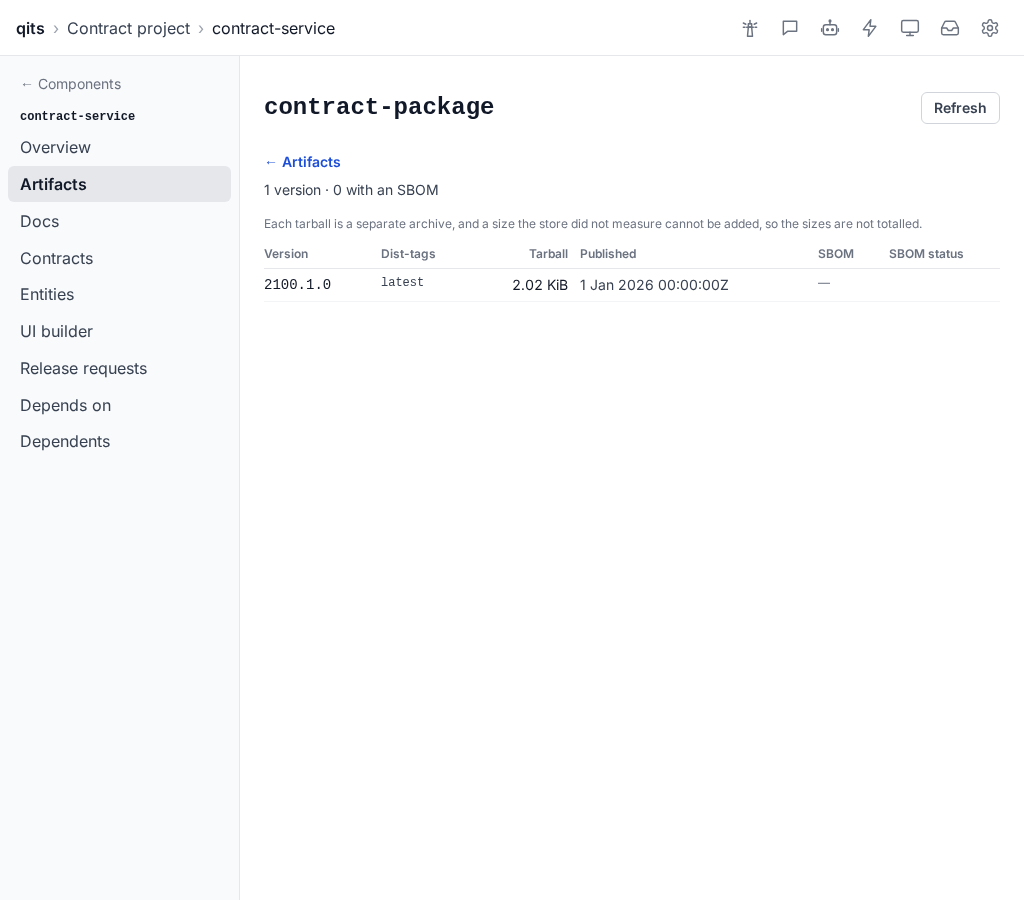 qits › Contract project › contract-service
← Components
contract-service
Overview
Artifacts
Docs
Contracts
Entities
UI builder
Release requests
Depends on
Dependents
contract-package
Refresh
← Artifacts
1 version · 0 with an SBOM
Each tarball is a separate archive, and a size the store did not measure cannot be added, so the sizes are not totalled.
Version Dist-tags Tarball Published SBOM SBOM status
2100.1.0 latest 2.02 KiB 1 Jan 2026 00:00:00Z —